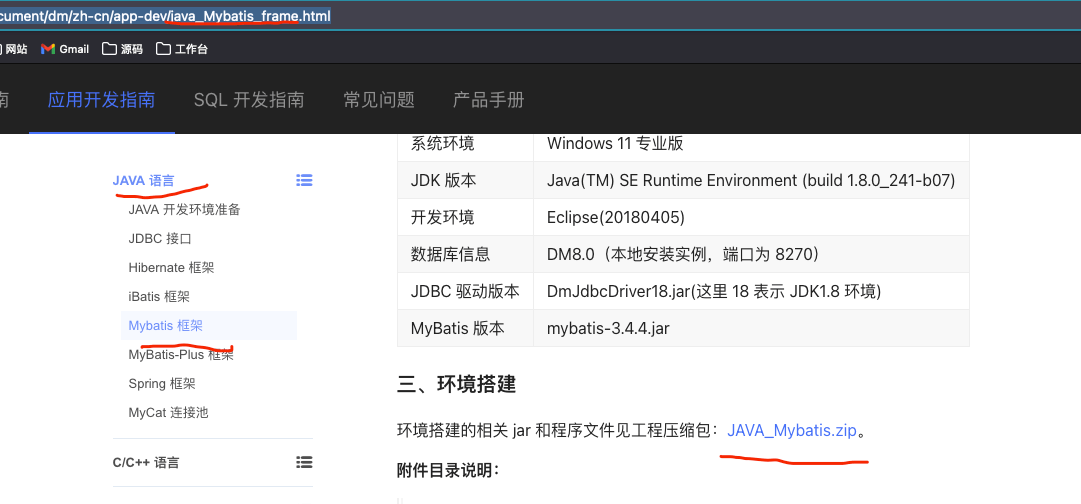 cument/dm/zh-cn/app-dev/java_Mybatis_frame.html
网站 Gmail 源码 工作台
南 应用开发指南 SQL 开发指南 常见问题 产品手册
JAVA 语言
JAVA 开发环境准备
JDBC 接口
Hibernate 框架
iBatis 框架
Mybatis 框架
MyBatis-Plus 框架
Spring 框架
MyCat 连接池
C/C++ 语言
系统环境 Windows 11 专业版
JDK 版本 Java(TM) SE Runtime Environment (build 1.8.0_241-b07)
开发环境 Eclipse(20180405)
数据库信息 DM8.0（本地安装实例，端口为 8270）
JDBC 驱动版本 DmJdbcDriver18.jar(这里 18 表示 JDK1.8 环境)
MyBatis 版本 mybatis-3.4.4.jar
三、环境搭建
环境搭建的相关 jar 和程序文件见工程压缩包：JAVA_Mybatis.zip。
附件目录说明：